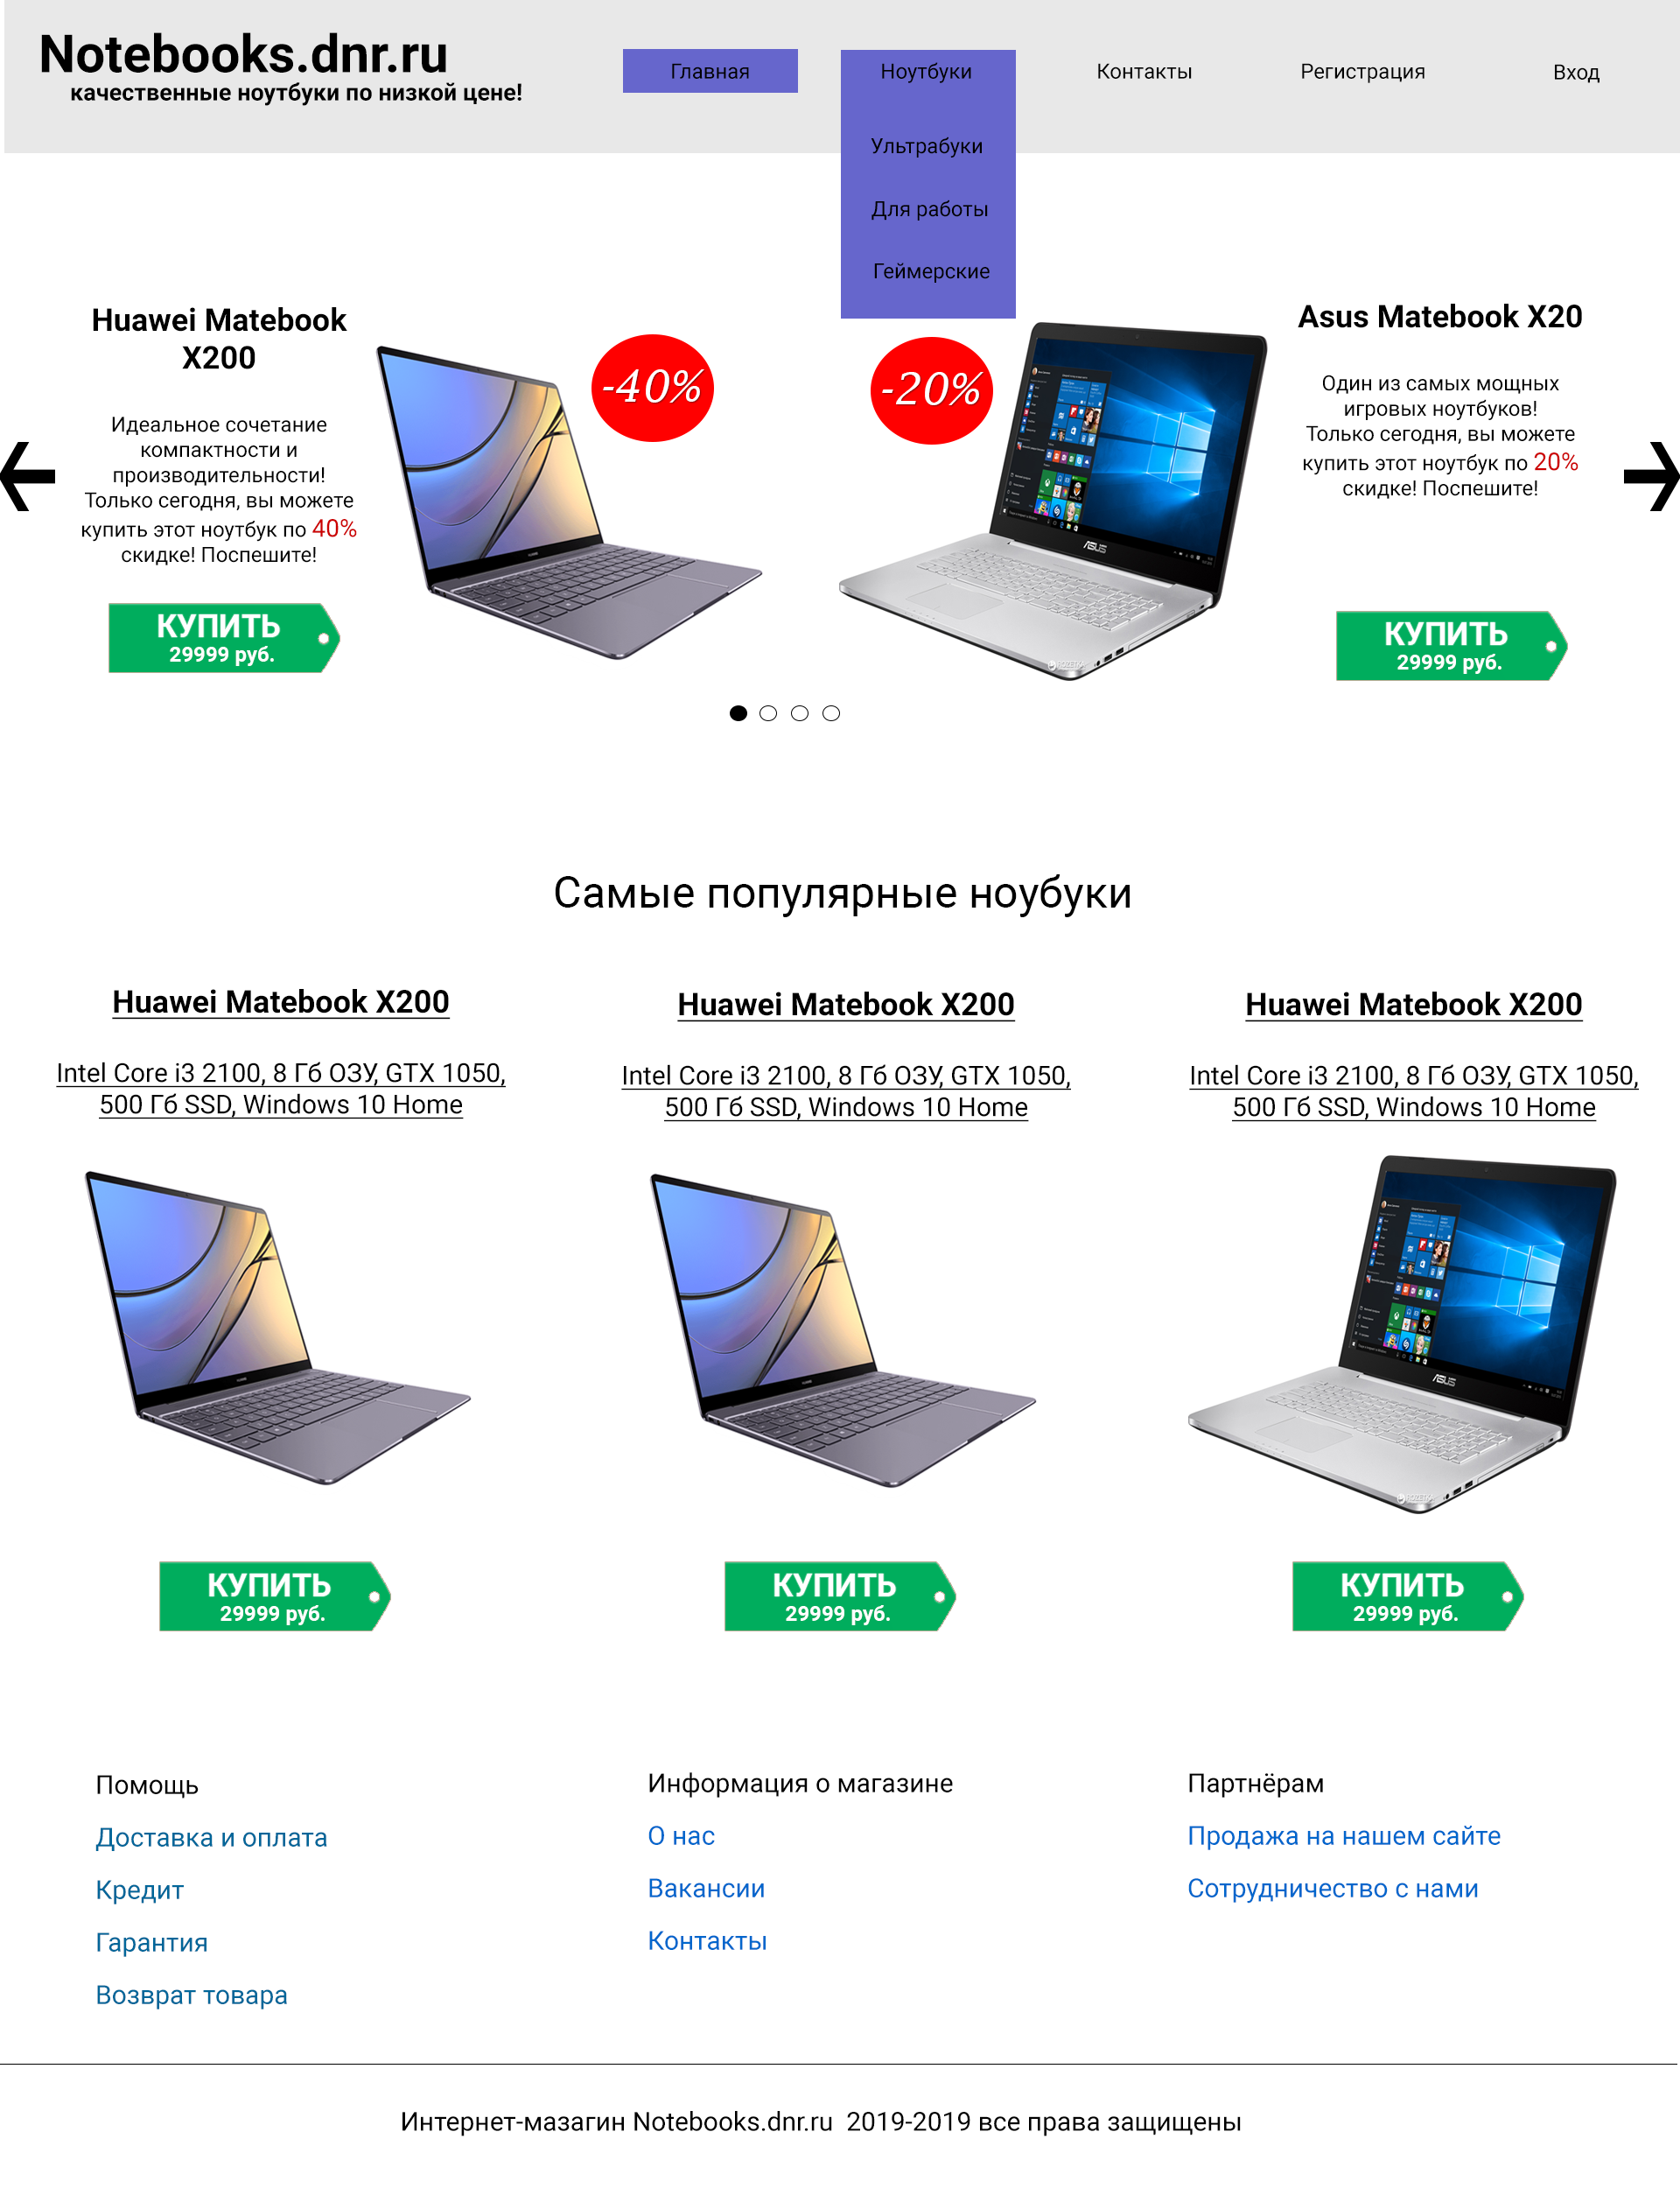 Notebooks.dnr.ru
качественные ноутбуки по низкой цене!
Главная
Ноутбуки
Контакты
Регистрация
Вход
Ультрабуки
Для работы
Геймерские
Huawei Matebook
X200
Идеальное сочетание
компактности и
производительности!
Только сегодня, вы можете
купить этот ноутбук по 40%
скидке! Поспешите!
КУПИТЬ
29999 руб.
-40%
-20%
ASUS
Asus Matebook X20
Один из самых мощных
игровых ноутбуков!
Только сегодня, вы можете
купить этот ноутбук по 20%
скидке! Поспешите!
КУПИТЬ
29999 руб.
Самые популярные ноубуки
Huawei Matebook X200
Intel Core i3 2100, 8 Гб ОЗУ, GTX 1050,
500 Гб SSD, Windows 10 Home
КУПИТЬ
29999 руб.
Huawei Matebook X200
Intel Core i3 2100, 8 Гб ОЗУ, GTX 1050,
500 Гб SSD, Windows 10 Home
КУПИТЬ
29999 руб.
Huawei Matebook X200
Intel Core i3 2100, 8 Гб ОЗУ, GTX 1050,
500 Гб SSD, Windows 10 Home
ASUS
КУПИТЬ
29999 руб.
Помощь
Доставка и оплата
Кредит
Гарантия
Возврат товара
Информация о магазине
О нас
Вакансии
Контакты
Партнёрам
Продажа на нашем сайте
Сотрудничество с нами
Интернет-мазагин Notebooks.dnr.ru  2019-2019 все права защищены